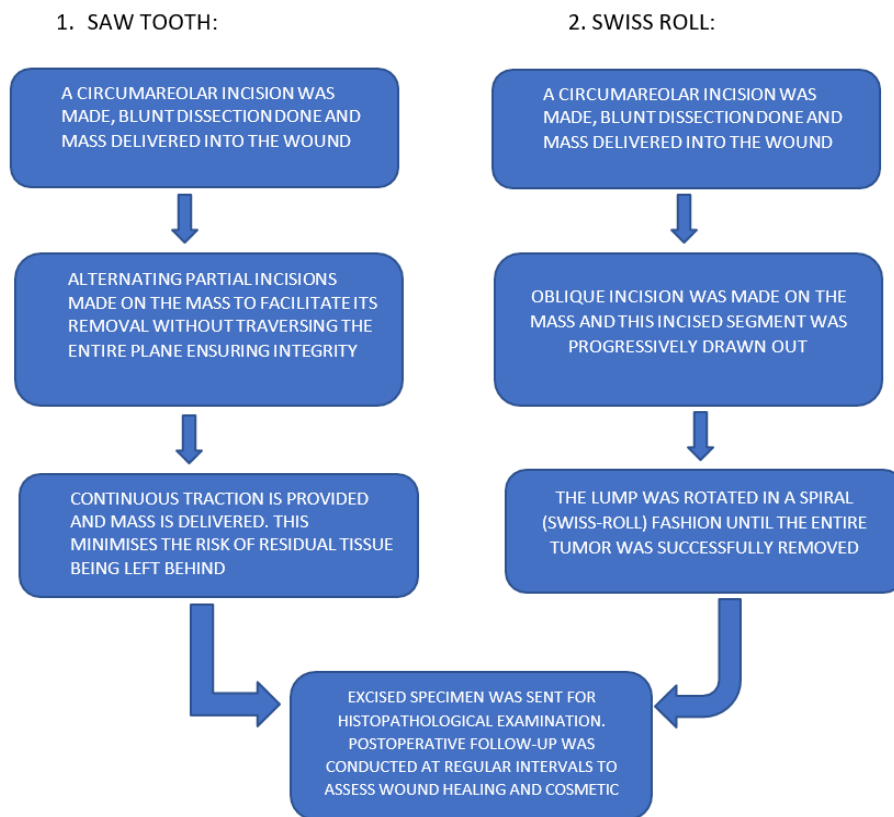 1. SAW TOOTH:
A CIRCUMAREOLAR INCISION WAS
MADE, BLUNT DISSECTION DONE AND
MASS DELIVERED INTO THE WOUND
ALTERNATING PARTIAL INCISIONS
MADE ON THE MASS TO FACILITATE ITS
REMOVAL WITHOUT TRAVERSING THE
ENTIRE PLANE ENSURING INTEGRITY
CONTINUOUS TRACTION IS PROVIDED
AND MASS IS DELIVERED. THIS
MINIMISES THE RISK OF RESIDUAL TISSUE
BEING LEFT BEHIND
2. SWISS ROLL:
A CIRCUMAREOLAR INCISION WAS
MADE, BLUNT DISSECTION DONE AND
MASS DELIVERED INTO THE WOUND
OBLIQUE INCISION WAS MADE ON THE
MASS AND THIS INCISED SEGMENT WAS
PROGRESSIVELY DRAWN OUT
THE LUMP WAS ROTATED IN A SPIRAL
(SWISS-ROLL) FASHION UNTIL THE ENTIRE
TUMOR WAS SUCCESSFULLY REMOVED
EXCISED SPECIMEN WAS SENT FOR
HISTOPATHOLOGICAL EXAMINATION.
POSTOPERATIVE FOLLOW-UP WAS
CONDUCTED AT REGULAR INTERVALS TO
ASSESS WOUND HEALING AND COSMETIC